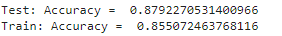 Test: Accuracy =  0.8792270531400966
Train: Accuracy =  0.855072463768116